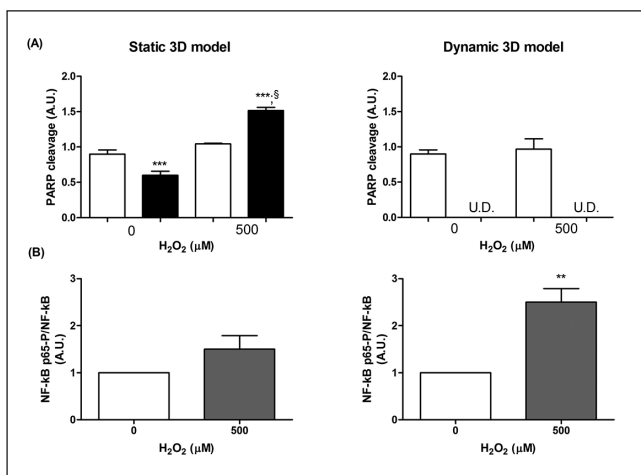 Static 3D model
Dynamic 3D model
(A)
PARP cleavage (A.U.)
2.0
1.5
1.0
0.5
0.0
***
***;§
0
500
H₂O₂ (μM)
PARP cleavage (A.U.)
2.0
1.5
1.0
0.5
0.0
U.D.
U.D.
0
500
H₂O₂ (μM)
(B)
NF-kB p65-P/NF-kB
(A.U.)
3
2
1
0
0
500
H₂O₂ (μM)
NF-kB p65-P/NF-kB
(A.U.)
3
2
1
0
**
0
500
H₂O₂ (μM)